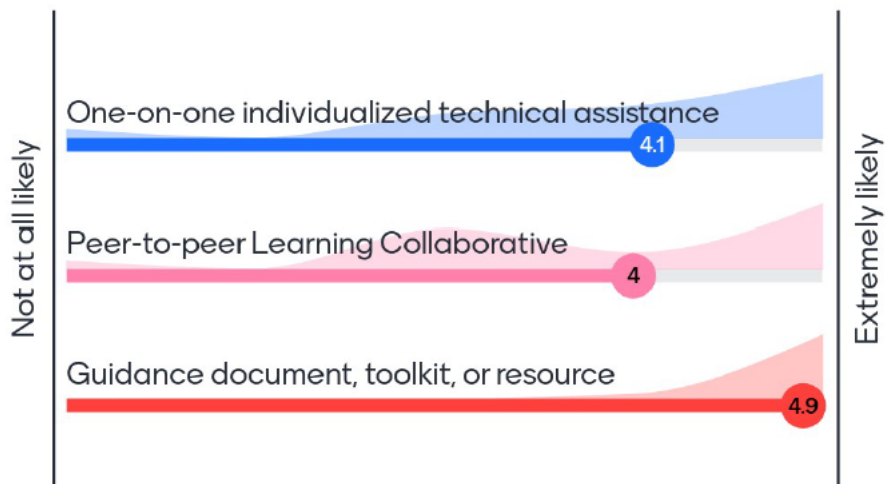 Not at all likely
One-on-one individualized technical assistance
4.1
Peer-to-peer Learning Collaborative
4
Guidance document, toolkit, or resource
4.9
Extremely likely